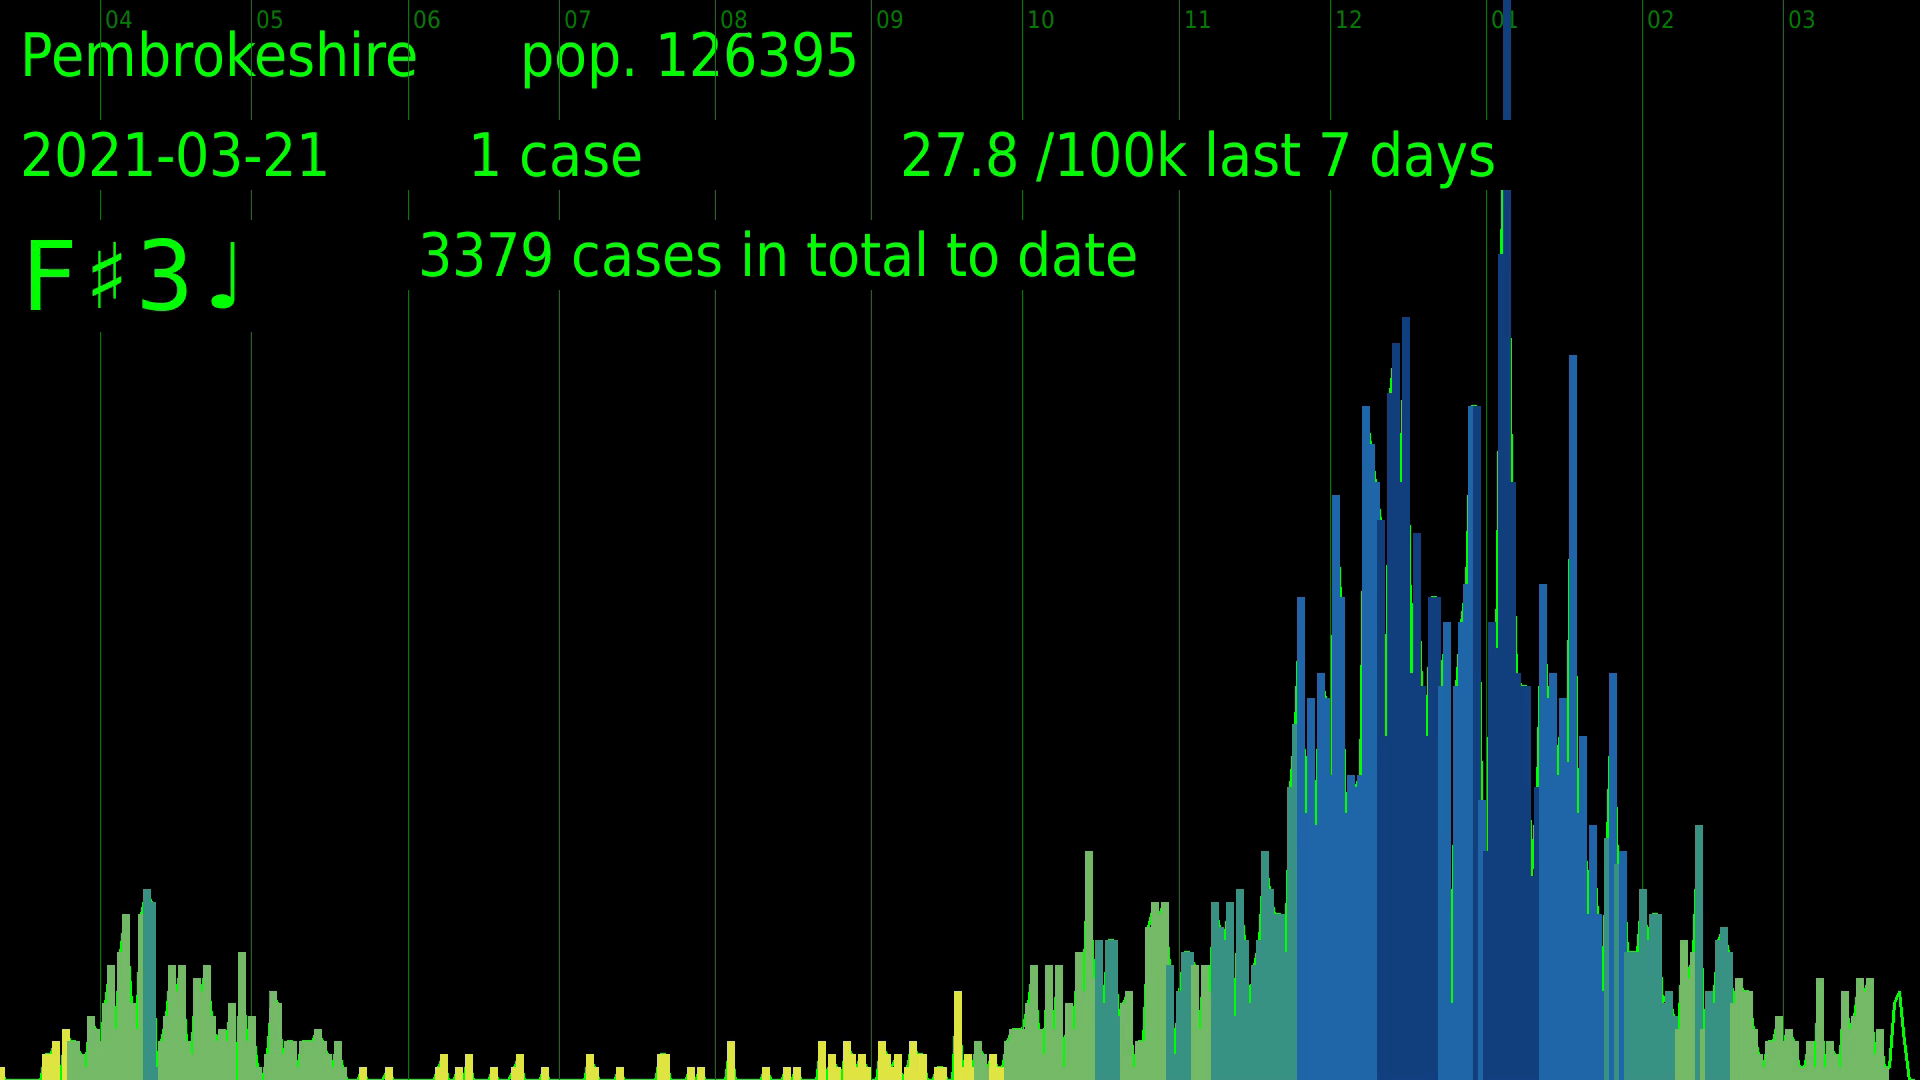 04 05 06 07 08 09 10 11 12 01 02 03
Pembrokeshire pop. 126395
2021-03-21 1 case 27.8 /100k last 7 days
F♯3♩ 3379 cases in total to date